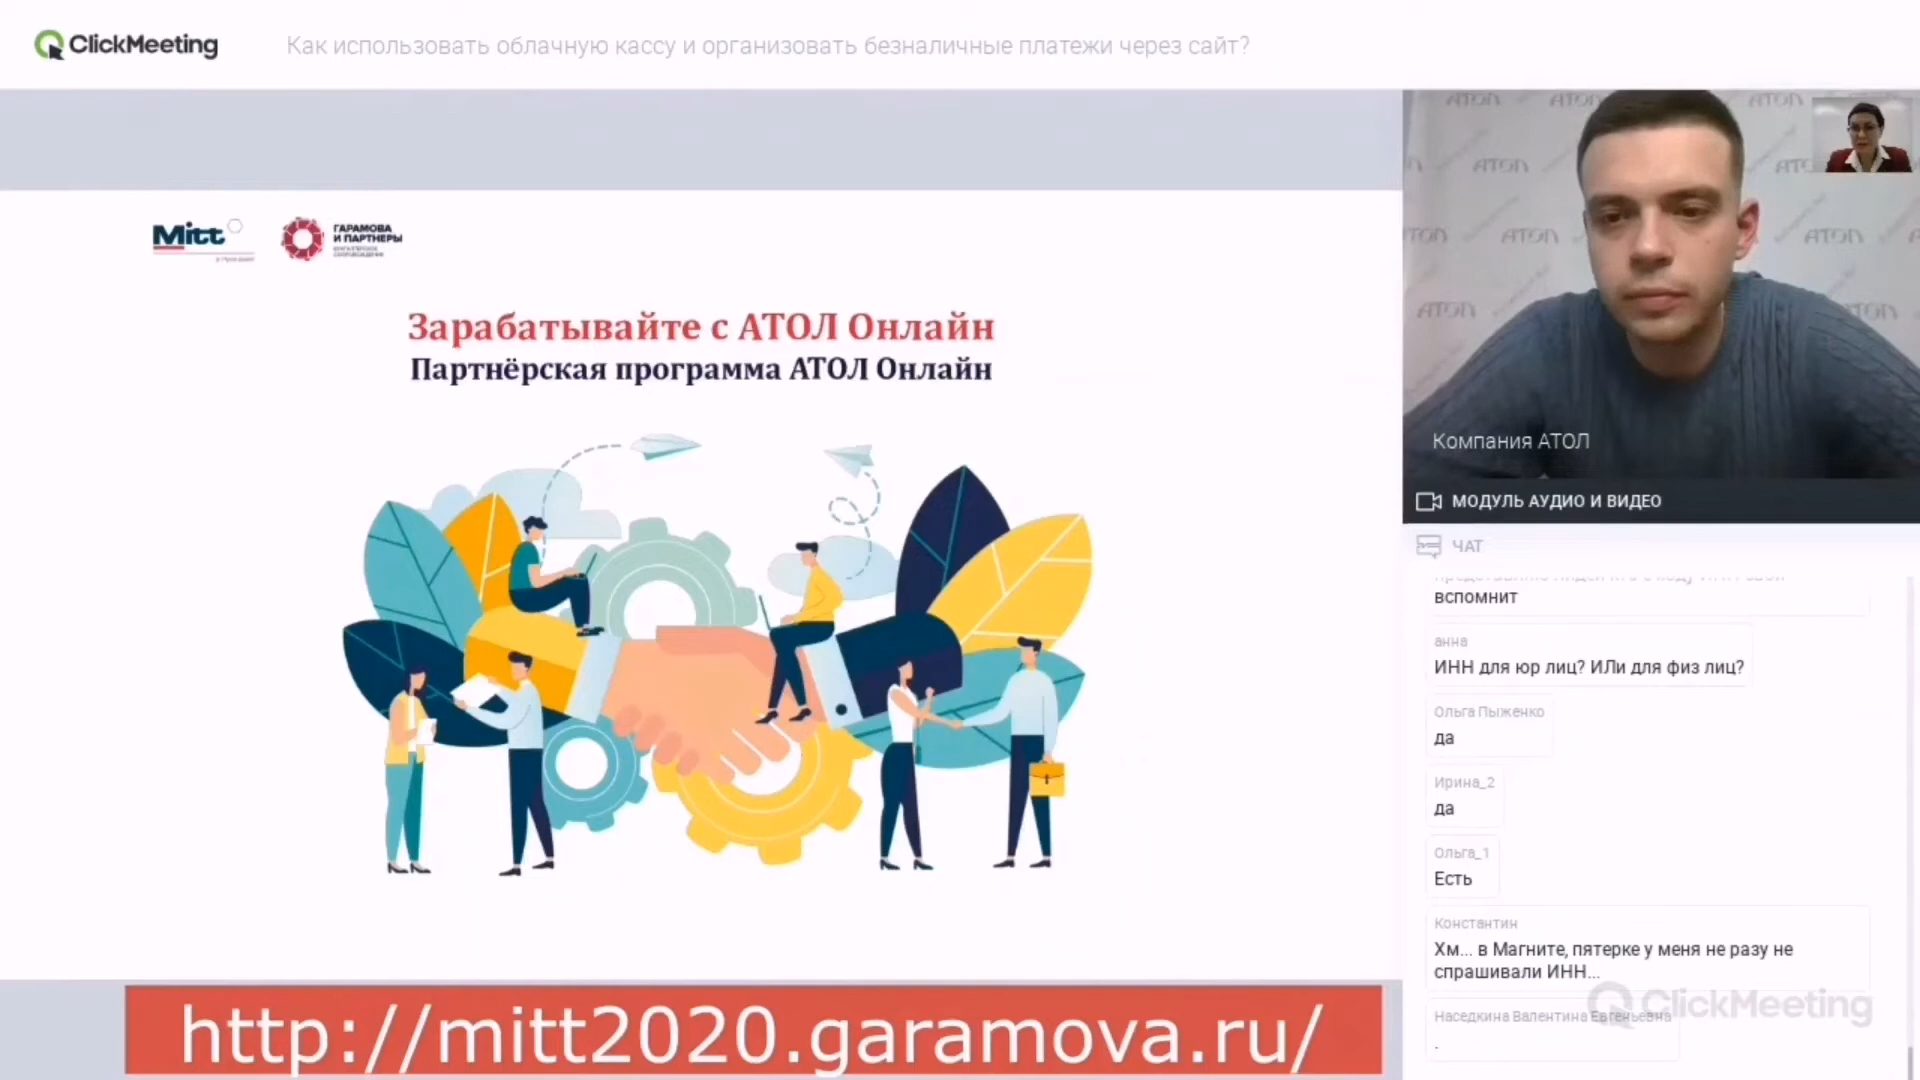 ClickMeeting
Как использовать облачную кассу и организовать безналичные платежи через сайт?
Mitt
ГАРАМОВА
И ПАРТНЕРЫ
БУХГАЛТЕРСКОЕ
СОПРОВОЖДЕНИЕ
Зарабатывайте с АТОЛ Онлайн
Партнёрская программа АТОЛ Онлайн
http://mitt2020.garamova.ru/
АТОЛ
Компания АТОЛ
МОДУЛЬ АУДИО И ВИДЕО
ЧАТ
вспомнит
анна
ИНН для юр лиц? ИЛи для физ лиц?
Ольга Пыженко
да
Ирина_2
да
Ольга_1
Есть
Константин
Хм... в Магните, пятерке у меня не разу не
спрашивали ИНН...
Наседкина Валентина Евгеньевна
.
ClickMeeting